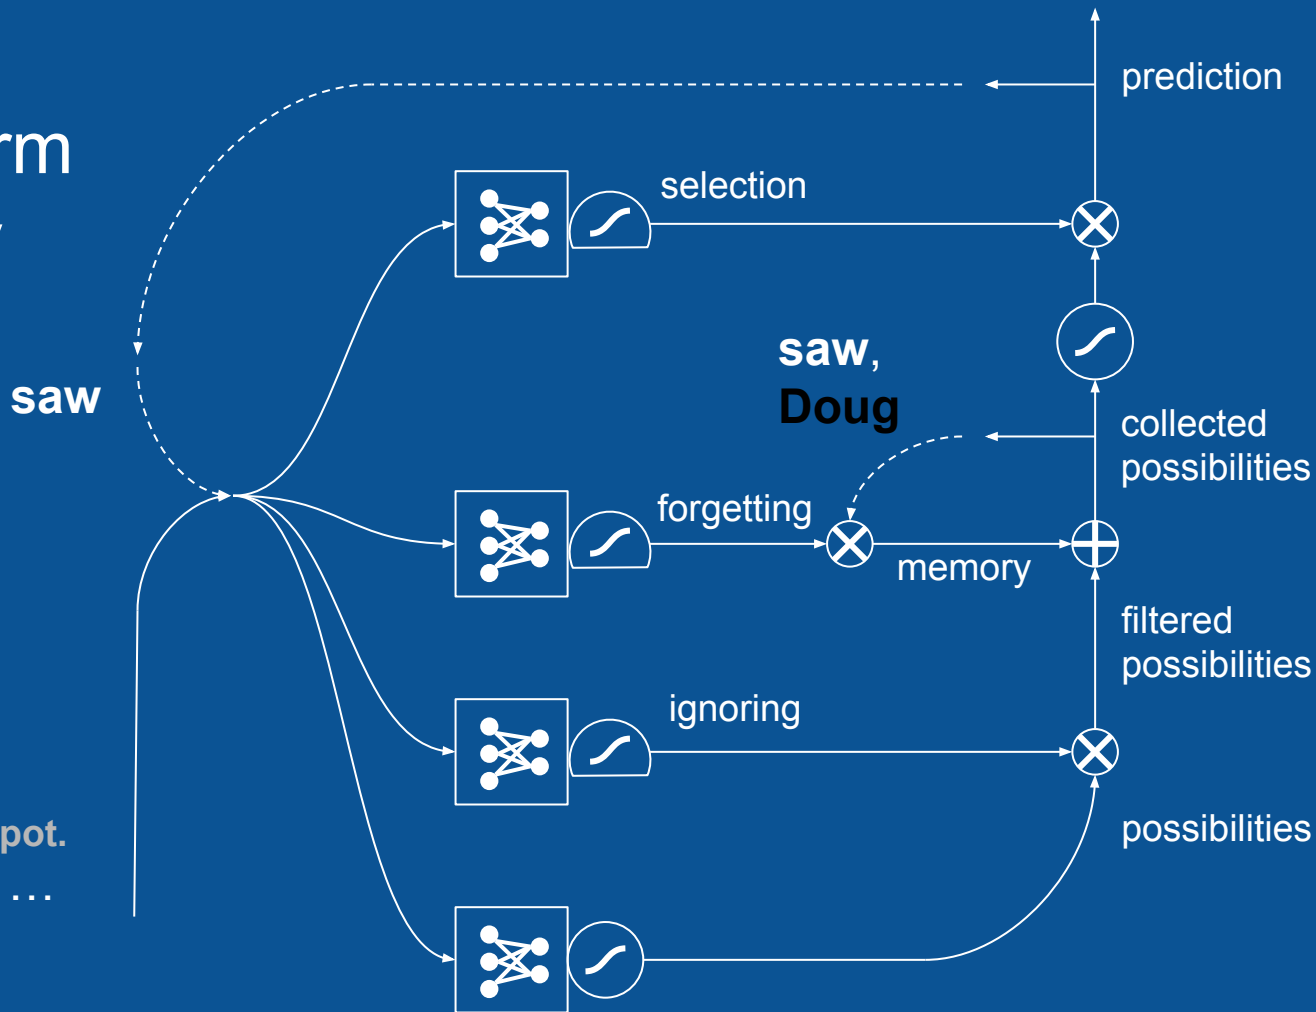 prediction
rm
selection
saw,
Doug
saw
collected
possibilities
forgetting
memory
filtered
possibilities
ignoring
pot.
possibilities
...